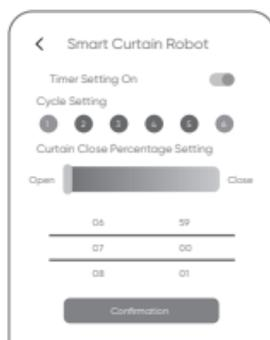 Smart Curtain Robot
Timer Setting On
Cycle Setting
1 2 3 4 5 6
Curtain Close Percentage Setting
Open Close
06 59
07 00
08 01
Confirmation